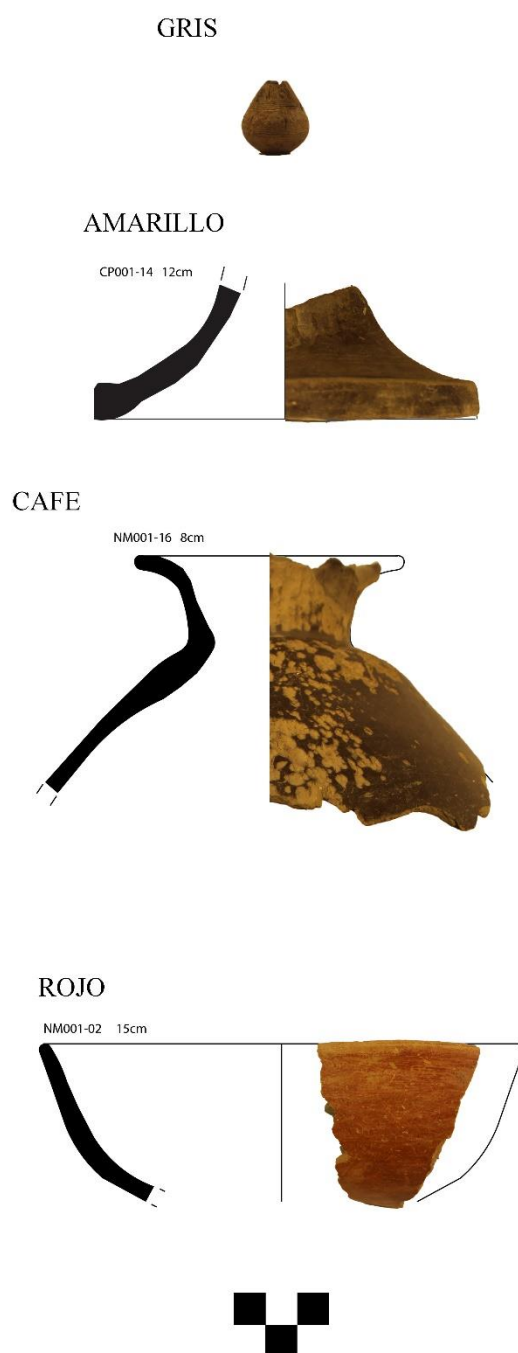 GRIS
AMARILLO
CP001-14 12cm
CAFE
NM001-16 8cm
ROJO
NM001-02 15cm